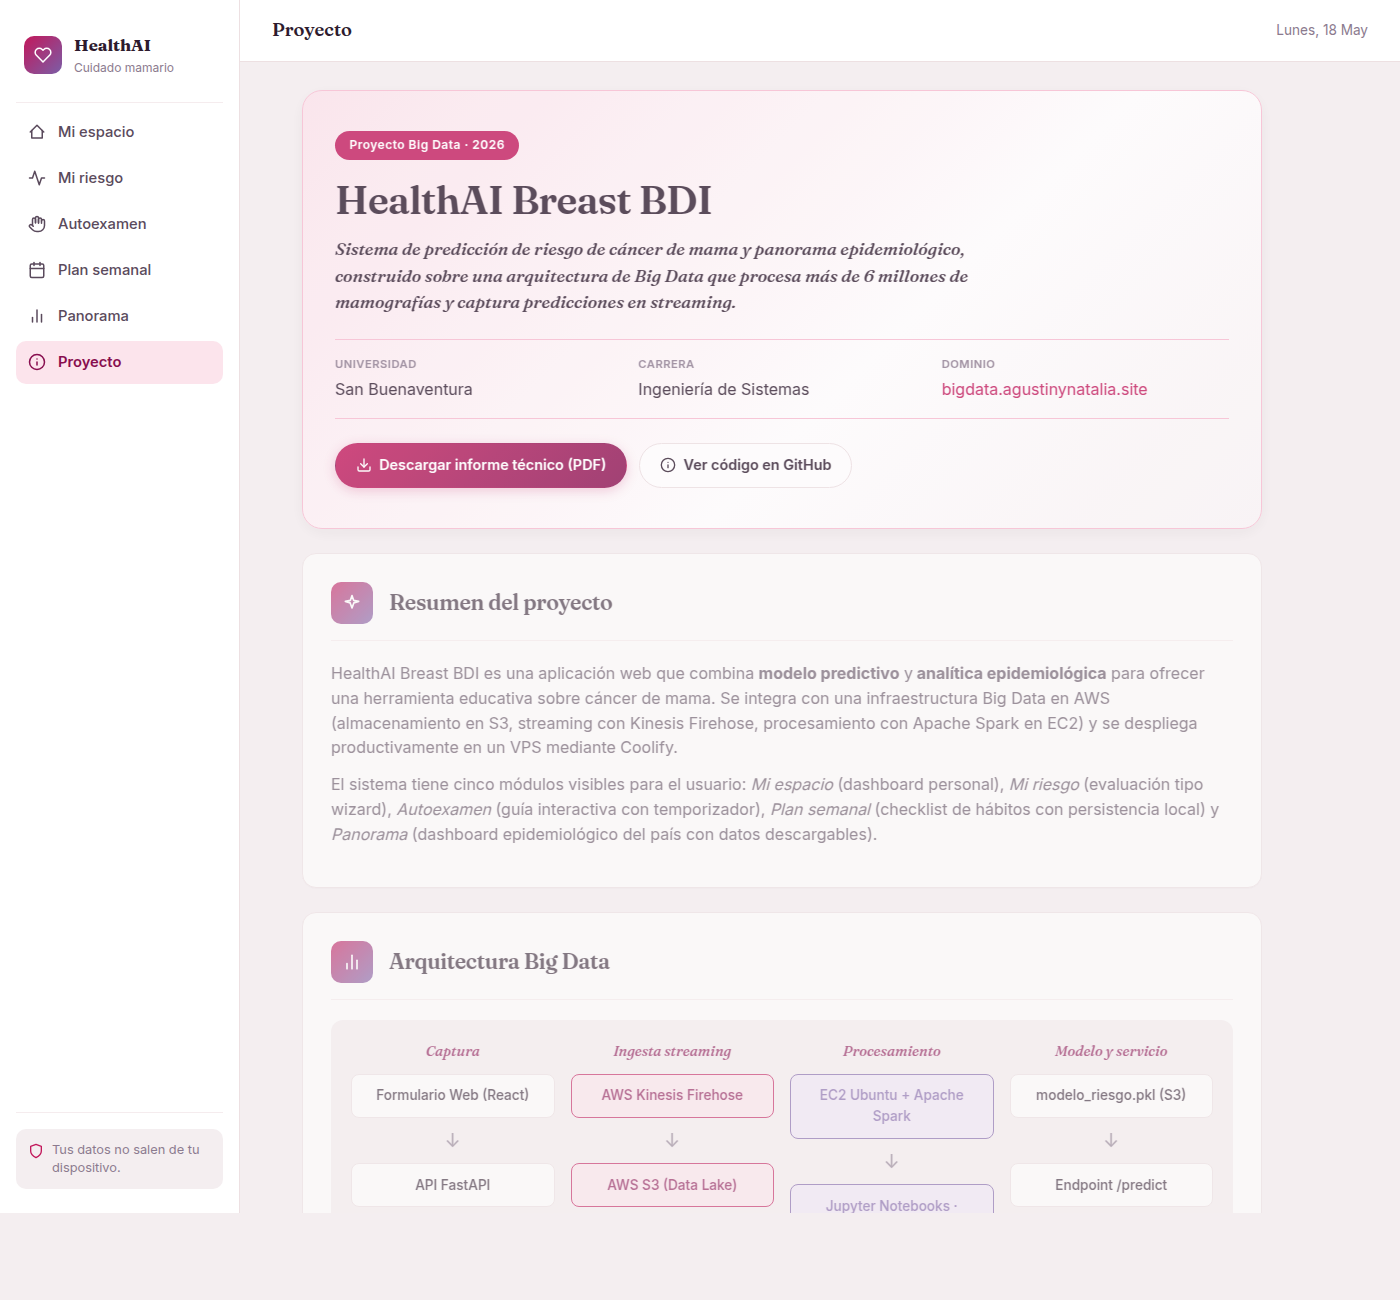 HealthAI
Cuidado mamario
Mi espacio
Mi riesgo
Autoexamen
Plan semanal
Panorama
Proyecto
Tus datos no salen de tu
dispositivo.
Proyecto
Lunes, 18 May
Proyecto Big Data · 2026
HealthAI Breast BDI
Sistema de predicción de riesgo de cáncer de mama y panorama epidemiológico,
construido sobre una arquitectura de Big Data que procesa más de 6 millones de
mamografías y captura predicciones en streaming.
UNIVERSIDAD
San Buenaventura
CARRERA
Ingeniería de Sistemas
DOMINIO
bigdata.agustinynatalia.site
Descargar informe técnico (PDF)
Ver código en GitHub
Resumen del proyecto
HealthAI Breast BDI es una aplicación web que combina modelo predictivo y analítica epidemiológica para ofrecer
una herramienta educativa sobre cáncer de mama. Se integra con una infraestructura Big Data en AWS
(almacenamiento en S3, streaming con Kinesis Firehose, procesamiento con Apache Spark en EC2) y se despliega
productivamente en un VPS mediante Coolify.
El sistema tiene cinco módulos visibles para el usuario: Mi espacio (dashboard personal), Mi riesgo (evaluación tipo
wizard), Autoexamen (guía interactiva con temporizador), Plan semanal (checklist de hábitos con persistencia local) y
Panorama (dashboard epidemiológico del país con datos descargables).
Arquitectura Big Data
Captura
Formulario Web (React)
↓
API FastAPI
Ingesta streaming
AWS Kinesis Firehose
↓
AWS S3 (Data Lake)
Procesamiento
EC2 Ubuntu + Apache
Spark
↓
Jupyter Notebooks ·
Modelo y servicio
modelo_riesgo.pkl (S3)
↓
Endpoint /predict